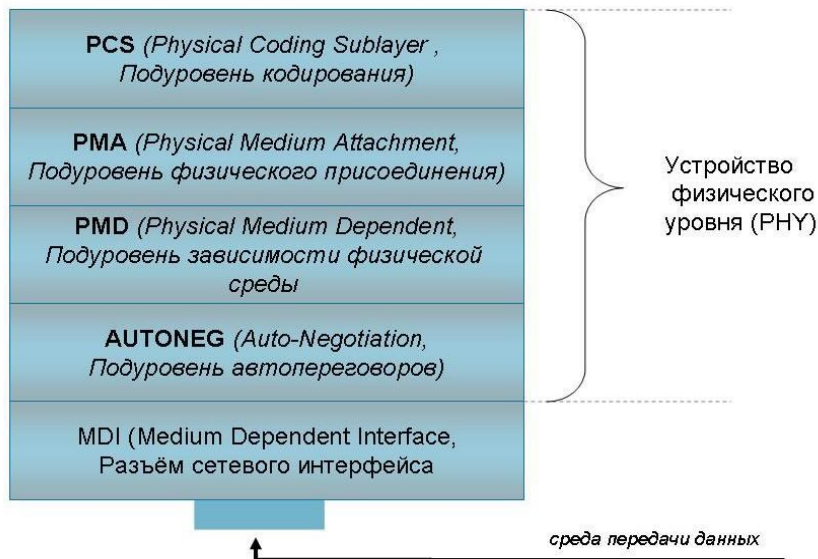 PCS (Physical Coding Sublayer ,
Подуровень кодирования)
PMA (Physical Medium Attachment,
Подуровень физического присоединения)
PMD (Physical Medium Dependent,
Подуровень зависимости физической
среды
AUTONEG (Auto-Negotiation,
Подуровень автопереговоров)
MDI (Medium Dependent Interface,
Разъём сетевого интерфейса
Устройство
физического
уровня (PHY)
среда передачи данных